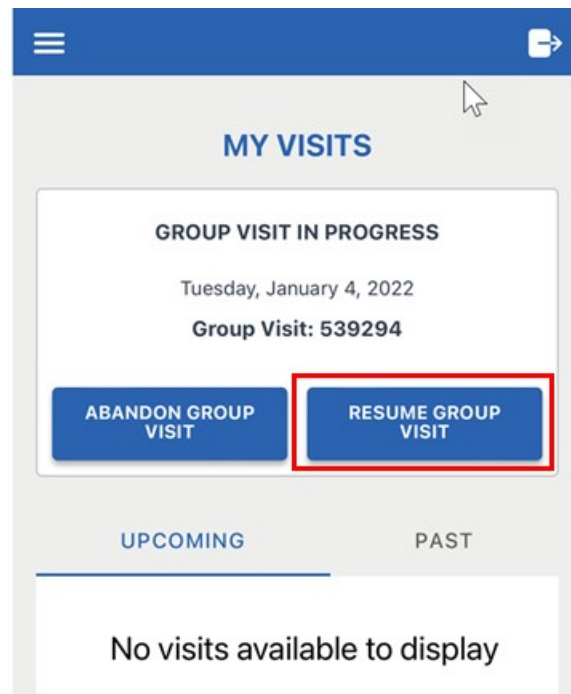 MY VISITS
GROUP VISIT IN PROGRESS
Tuesday, January 4, 2022
Group Visit: 539294
ABANDON GROUP
VISIT
RESUME GROUP
VISIT
UPCOMING
PAST
No visits available to display